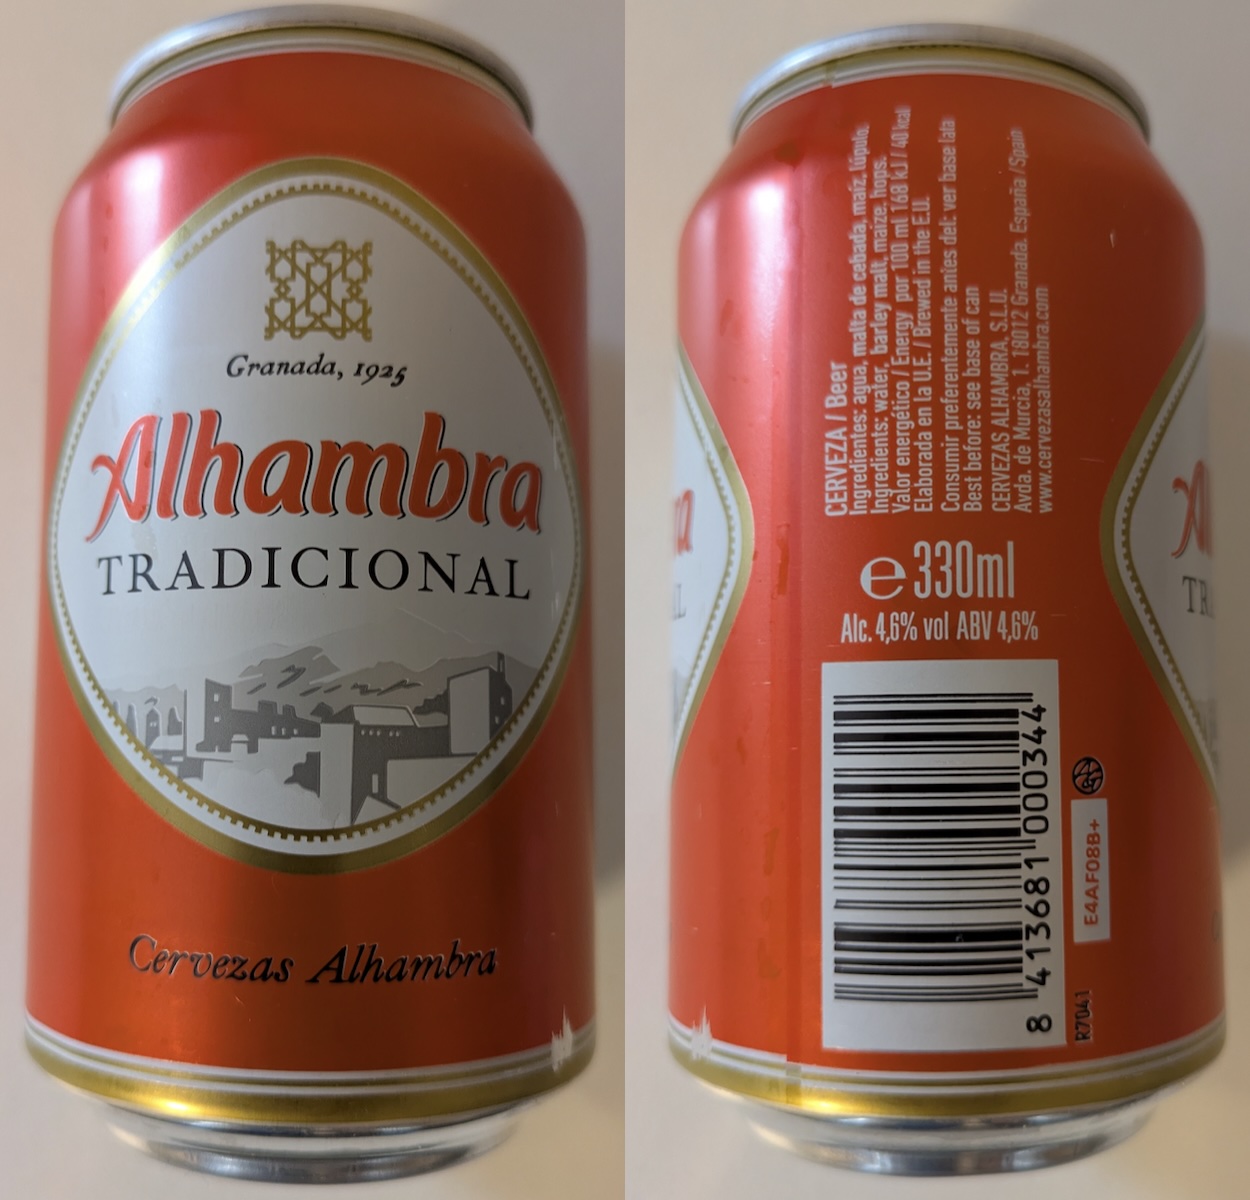 Granada, 1925
Alhambra
TRADICIONAL
Cervezas Alhambra
CERVEZA / Beer
Ingredientes: agua, malta de cebada, maíz, lúpulo.
Ingredients: water, barley malt, maize, hops.
Valor energético / Energy por 100 ml 168 kJ / 40 kcal
Elaborada en la U.E. / Brewed in the E.U.
Consumir preferentemente antes del: ver base lata
Best before: see base of can
CERVEZAS ALHAMBRA, S.L.U.
Avda. de Murcia, 1. 18012 Granada. España / Spain
www.cervezasalhambra.com
e 330ml
Alc. 4,6% vol ABV 4,6%
8 413681 000344
E4AF08B+
R7041